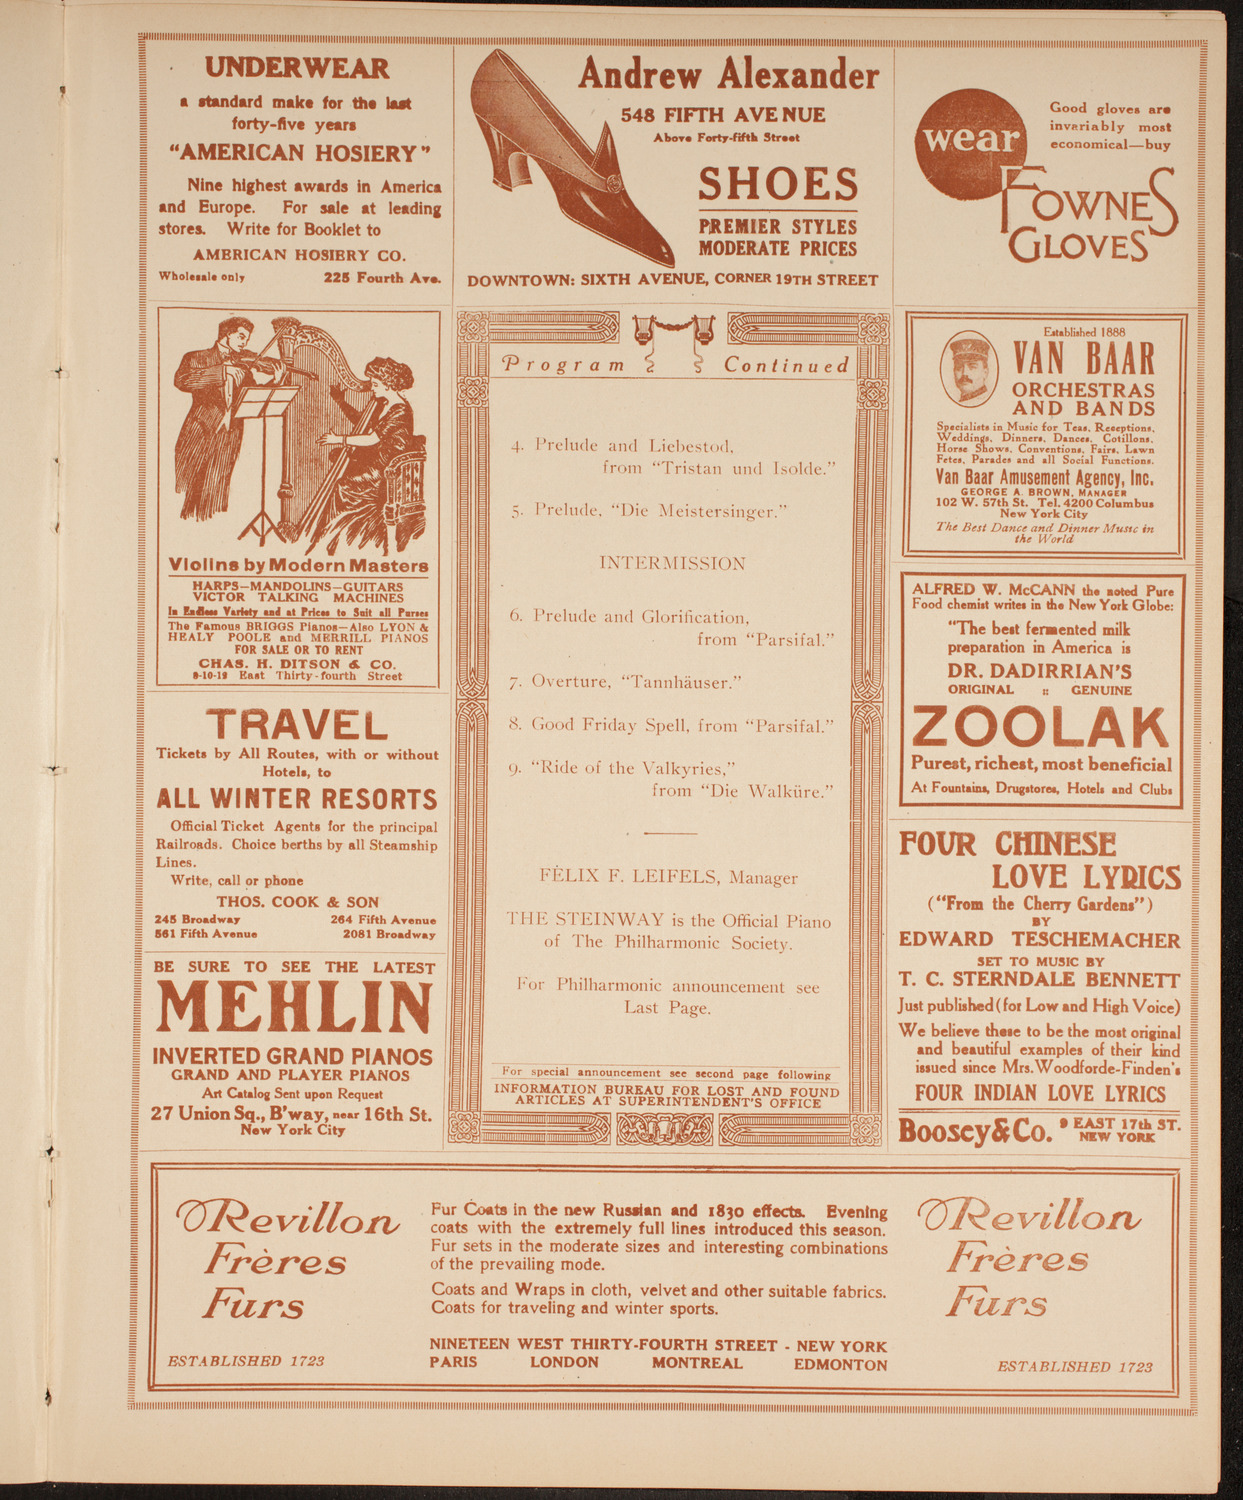 UNDERWEAR
a standard make for the last
forty-five years
“AMERICAN HOSIERY”
Nine highest awards in America
and Europe. For sale at leading
stores. Write for Booklet to
AMERICAN HOSIERY CO.
Wholesale only 225 Fourth Ave.
Andrew Alexander
548 FIFTH AVENUE
Above Forty-fifth Street
SHOES
PREMIER STYLES
MODERATE PRICES
DOWNTOWN: SIXTH AVENUE, CORNER 19TH STREET
wear
Good gloves are
invariably most
economical—buy
FOWNES
GLOVES
Violins by Modern Masters
HARPS—MANDOLINS—GUITARS
VICTOR TALKING MACHINES
In Endless Variety and at Prices to Suit all Purses
The Famous BRIGGS Pianos—Also LYON &
HEALY POOLE and MERRILL PIANOS
FOR SALE OR TO RENT
CHAS. H. DITSON & CO.
8-10-12 East Thirty-fourth Street
TRAVEL
Tickets by All Routes, with or without
Hotels, to
ALL WINTER RESORTS
Official Ticket Agents for the principal
Railroads. Choice berths by all Steamship
Lines.
Write, call or phone
THOS. COOK & SON
245 Broadway 264 Fifth Avenue
561 Fifth Avenue 2081 Broadway
BE SURE TO SEE THE LATEST
MEHLIN
INVERTED GRAND PIANOS
GRAND AND PLAYER PIANOS
Art Catalog Sent upon Request
27 Union Sq., B'way, near 16th St.
New York City
Program Continued
4. Prelude and Liebestod,
from “Tristan und Isolde.”
5. Prelude, “Die Meistersinger.”
INTERMISSION
6. Prelude and Glorification,
from “Parsifal.”
7. Overture, “Tannhäuser.”
8. Good Friday Spell, from “Parsifal.”
9. “Ride of the Valkyries,”
from “Die Walküre.”
FELIX F. LEIFELS, Manager
THE STEINWAY is the Official Piano
of The Philharmonic Society.
For Philharmonic announcement see
Last Page.
For special announcement see second page following
INFORMATION BUREAU FOR LOST AND FOUND
ARTICLES AT SUPERINTENDENT'S OFFICE
Established 1888
VAN BAAR
ORCHESTRAS
AND BANDS
Specialists in Music for Teas, Receptions,
Weddings, Dinners, Dances, Cotillons,
Horse Shows, Conventions, Fairs, Lawn
Fetes, Parades and all Social Functions.
Van Baar Amusement Agency, Inc.
GEORGE A. BROWN, MANAGER
102 W. 57th St. Tel. 4200 Columbus
New York City
The Best Dance and Dinner Music in
the World
ALFRED W. McCANN the noted Pure
Food chemist writes in the New York Globe:
“The best fermented milk
preparation in America is
DR. DADIRRIAN'S
ORIGINAL :: GENUINE
ZOOLAK
Purest, richest, most beneficial
At Fountains, Drugstores, Hotels and Clubs
FOUR CHINESE
LOVE LYRICS
(“From the Cherry Gardens”)
BY
EDWARD TESCHEMACHER
SET TO MUSIC BY
T. C. STERNDALE BENNETT
Just published (for Low and High Voice)
We believe these to be the most original
and beautiful examples of their kind
issued since Mrs. Woodforde-Finden's
FOUR INDIAN LOVE LYRICS
Boosey & Co. 9 EAST 17th ST.
NEW YORK
Revillon
Frères
Furs
ESTABLISHED 1723
Fur Coats in the new Russian and 1830 effects. Evening
coats with the extremely full lines introduced this season.
Fur sets in the moderate sizes and interesting combinations
of the prevailing mode.
Coats and Wraps in cloth, velvet and other suitable fabrics.
Coats for traveling and winter sports.
NINETEEN WEST THIRTY-FOURTH STREET - NEW YORK
PARIS LONDON MONTREAL EDMONTON
Revillon
Frères
Furs
ESTABLISHED 1723